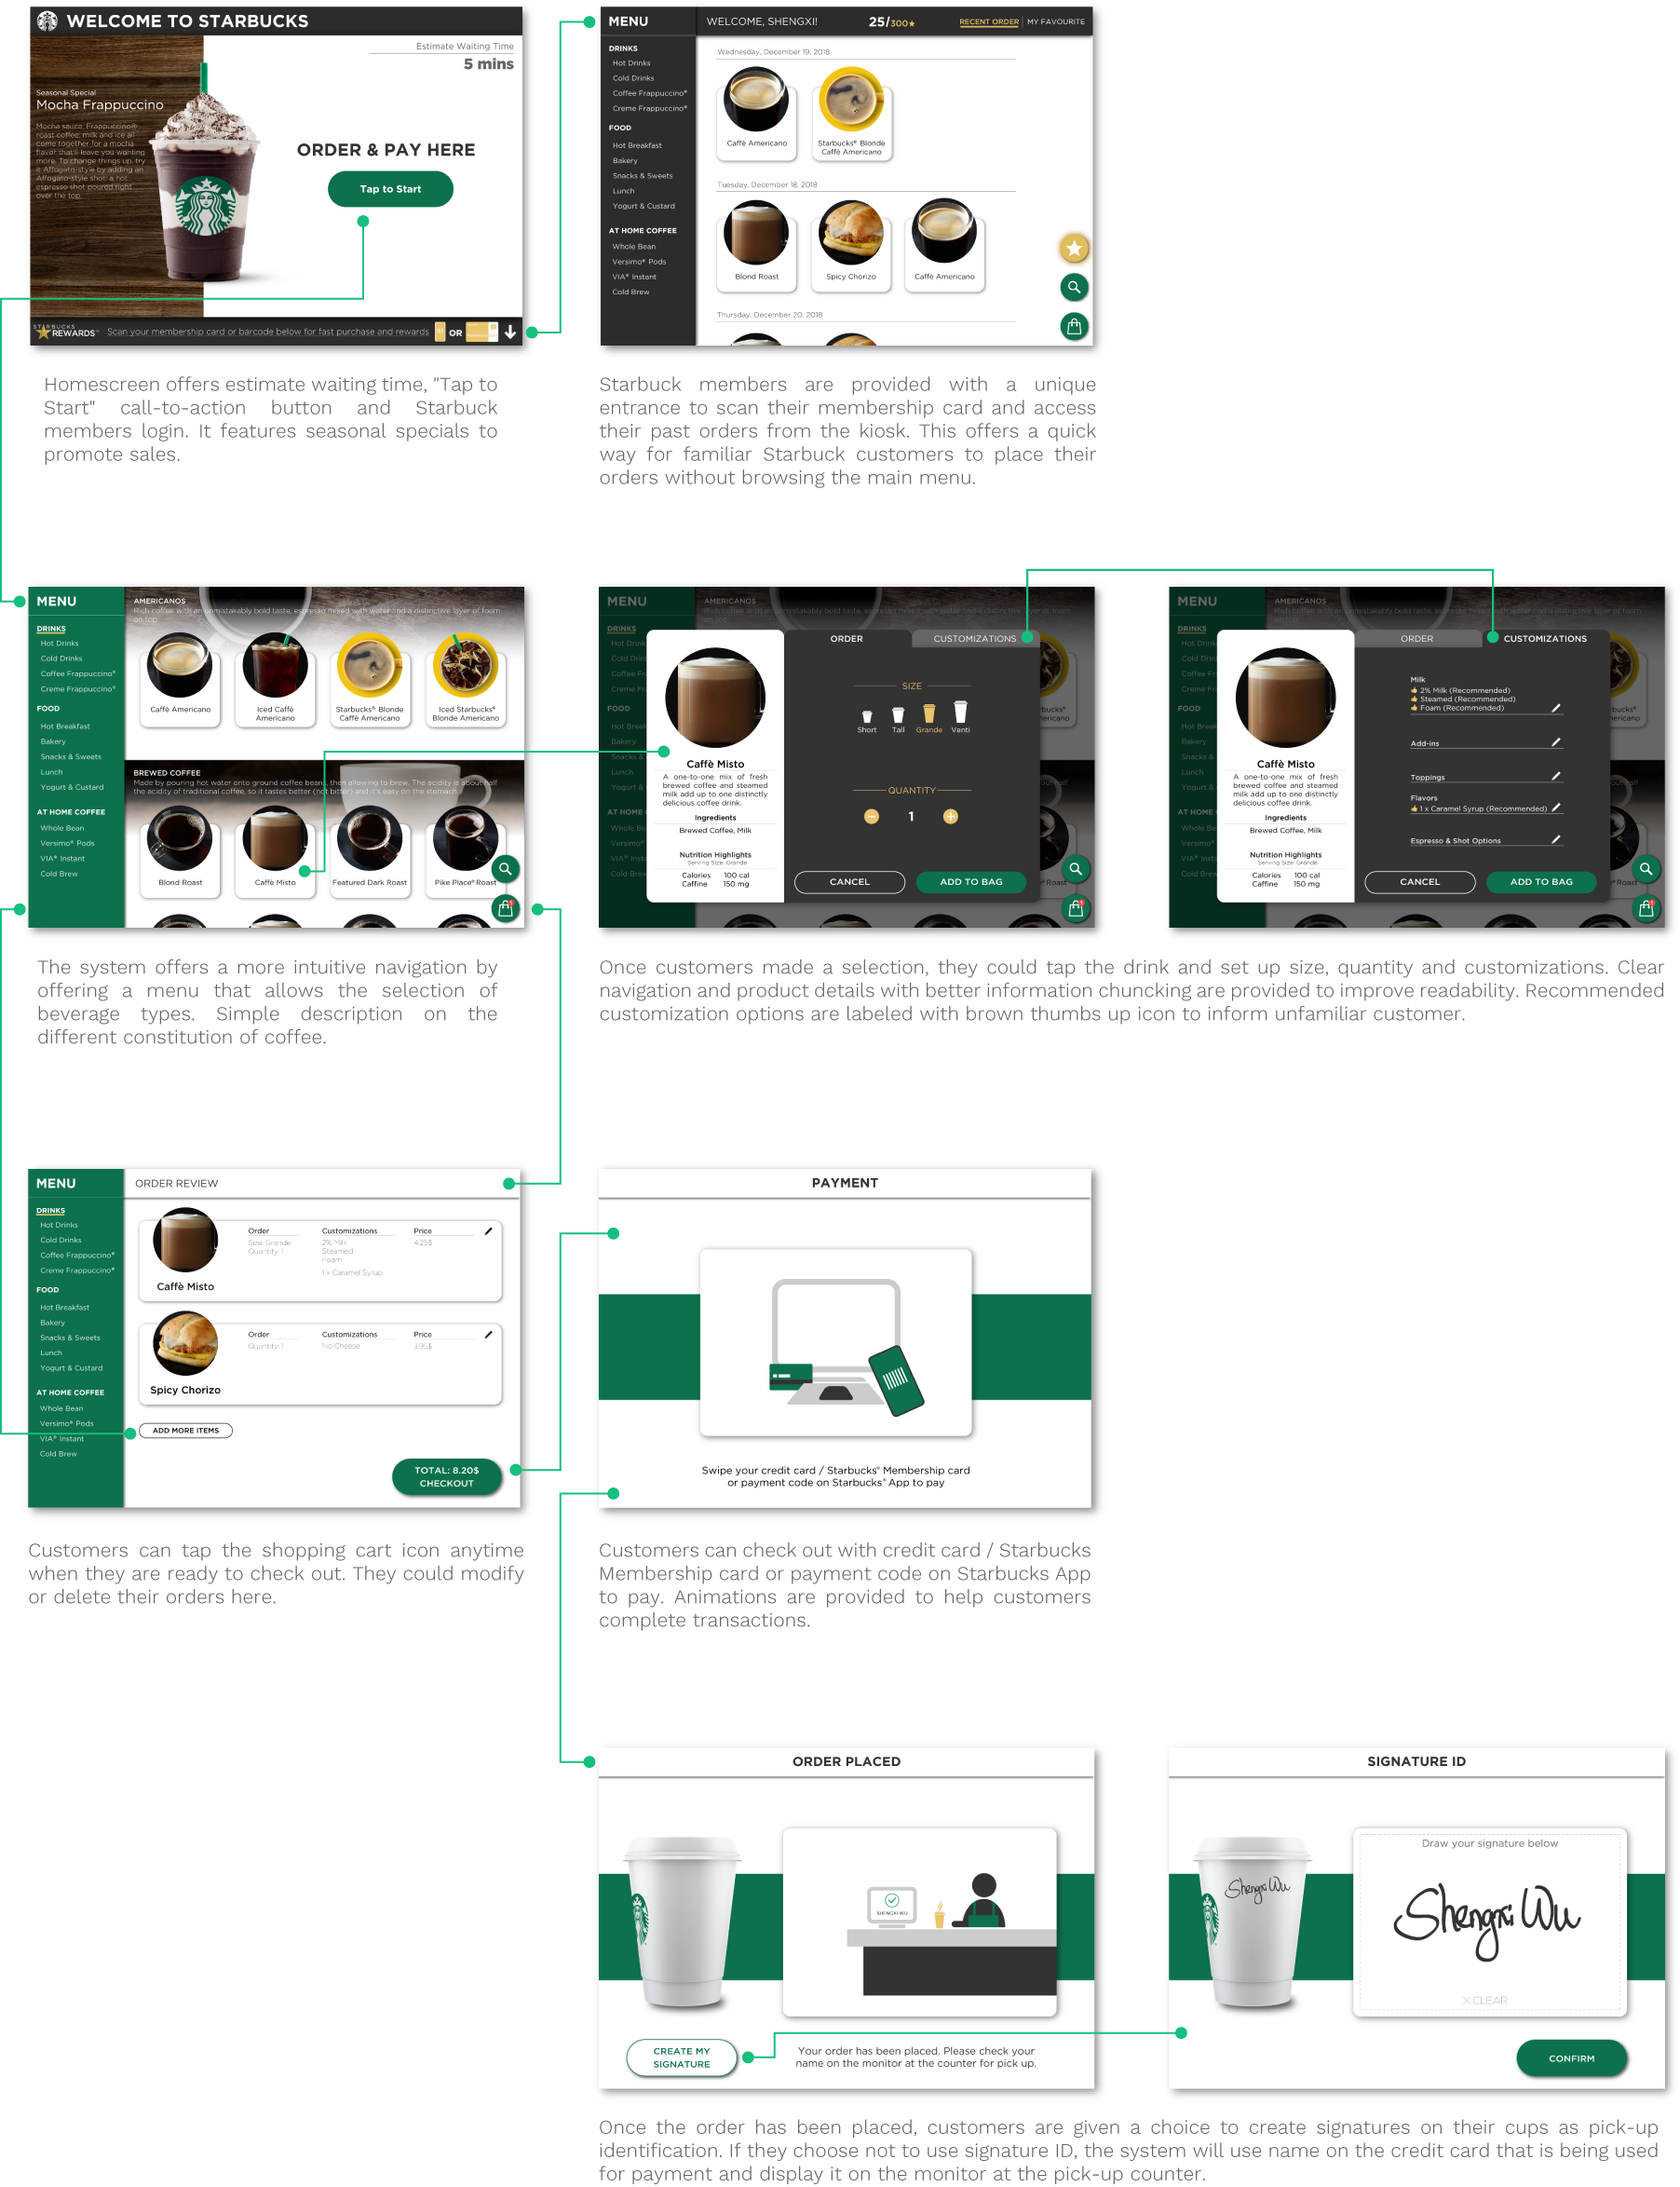 WELCOME TO STARBUCKS
Estimate Waiting Time
5 mins
Seasonal Special
Mocha Frappuccino
Mocha sauce, Frappuccino®
roast coffee, milk and ice all
come together for a mocha
flavor that'll leave you wanting
more. To change things up, try
it Affogato-style by adding an
Affogato-style shot: a hot
espresso shot poured right
over the top.
ORDER & PAY HERE
Tap to Start
STARBUCKS
REWARDS™
Scan your membership card or barcode below for fast purchase and rewards
OR
MENU
WELCOME, SHENGXI!
25/300★
RECENT ORDER | MY FAVOURITE
DRINKS
Hot Drinks
Cold Drinks
Coffee Frappuccino®
Creme Frappuccino®
FOOD
Hot Breakfast
Bakery
Snacks & Sweets
Lunch
Yogurt & Custard
AT HOME COFFEE
Whole Bean
Versimo® Pods
VIA® Instant
Cold Brew
Wednesday, December 19, 2018
Caffè Americano
Starbucks® Blonde
Caffè Americano
Tuesday, December 18, 2018
Blond Roast
Spicy Chorizo
Caffè Americano
Thursday, December 20, 2018
Homescreen offers estimate waiting time, "Tap to
Start" call-to-action button and Starbuck
members login. It features seasonal specials to
promote sales.
Starbuck members are provided with a unique
entrance to scan their membership card and access
their past orders from the kiosk. This offers a quick
way for familiar Starbuck customers to place their
orders without browsing the main menu.
MENU
DRINKS
Hot Drinks
Cold Drinks
Coffee Frappuccino®
Creme Frappuccino®
FOOD
Hot Breakfast
Bakery
Snacks & Sweets
Lunch
Yogurt & Custard
AT HOME COFFEE
Whole Bean
Versimo® Pods
VIA® Instant
Cold Brew
AMERICANOS
Rich coffee with an unmistakably bold taste, espresso mixed with water and a distinctive layer of foam
on top.
Caffè Americano
Iced Caffè
Americano
Starbucks® Blonde
Caffè Americano
Iced Starbucks®
Blonde Americano
BREWED COFFEE
Made by pouring hot water onto ground coffee beans, then allowing to brew. The acidity is about half
the acidity of traditional coffee, so it tastes better (not bitter) and it's easy on the stomach.
Blond Roast
Caffè Misto
Featured Dark Roast
Pike Place® Roast
MENU
DRINKS
FOOD
ORDER
CUSTOMIZATIONS
SIZE
Short
Tall
Grande
Venti
QUANTITY
1
Caffè Misto
A one-to-one mix of fresh
brewed coffee and steamed
milk add up to one distinctly
delicious coffee drink.
Ingredients
Brewed Coffee, Milk
Nutrition Highlights
Serving Size Grande
Calories 100 cal
Caffine 150 mg
CANCEL
ADD TO BAG
MENU
DRINKS
FOOD
ORDER
CUSTOMIZATIONS
Milk
2% Milk (Recommended)
Steamed (Recommended)
Foam (Recommended)
Add-ins
Toppings
Flavors
1 x Caramel Syrup (Recommended)
Espresso & Shot Options
Caffè Misto
A one-to-one mix of fresh
brewed coffee and steamed
milk add up to one distinctly
delicious coffee drink.
Ingredients
Brewed Coffee, Milk
Nutrition Highlights
Serving Size Grande
Calories 100 cal
Caffine 150 mg
CANCEL
ADD TO BAG
The system offers a more intuitive navigation by
offering a menu that allows the selection of
beverage types. Simple description on the
different constitution of coffee.
Once customers made a selection, they could tap the drink and set up size, quantity and customizations. Clear
navigation and product details with better information chuncking are provided to improve readability. Recommended
customization options are labeled with brown thumbs up icon to inform unfamiliar customer.
MENU
DRINKS
Hot Drinks
Cold Drinks
Coffee Frappuccino®
Creme Frappuccino®
FOOD
Hot Breakfast
Bakery
Snacks & Sweets
Lunch
Yogurt & Custard
AT HOME COFFEE
Whole Bean
Versimo® Pods
VIA® Instant
Cold Brew
ORDER REVIEW
Caffè Misto
Order
Size: Grande
Quantity: 1
Customizations
2% Milk
Steamed
Foam
1 x Caramel Syrup
Price
4.25$
Spicy Chorizo
Order
Quantity: 1
Customizations
No Cheese
Price
3.95$
ADD MORE ITEMS
TOTAL: 8.20$
CHECKOUT
PAYMENT
Swipe your credit card / Starbucks® Membership card
or payment code on Starbucks® App to pay
Customers can tap the shopping cart icon anytime
when they are ready to check out. They could modify
or delete their orders here.
Customers can check out with credit card / Starbucks
Membership card or payment code on Starbucks App
to pay. Animations are provided to help customers
complete transactions.
ORDER PLACED
SHENGXI WU
CREATE MY
SIGNATURE
Your order has been placed. Please check your
name on the monitor at the counter for pick up.
SIGNATURE ID
Shengxi Wu
Draw your signature below
Shengxi Wu
X CLEAR
CONFIRM
Once the order has been placed, customers are given a choice to create signatures on their cups as pick-up
identification. If they choose not to use signature ID, the system will use name on the credit card that is being used
for payment and display it on the monitor at the pick-up counter.